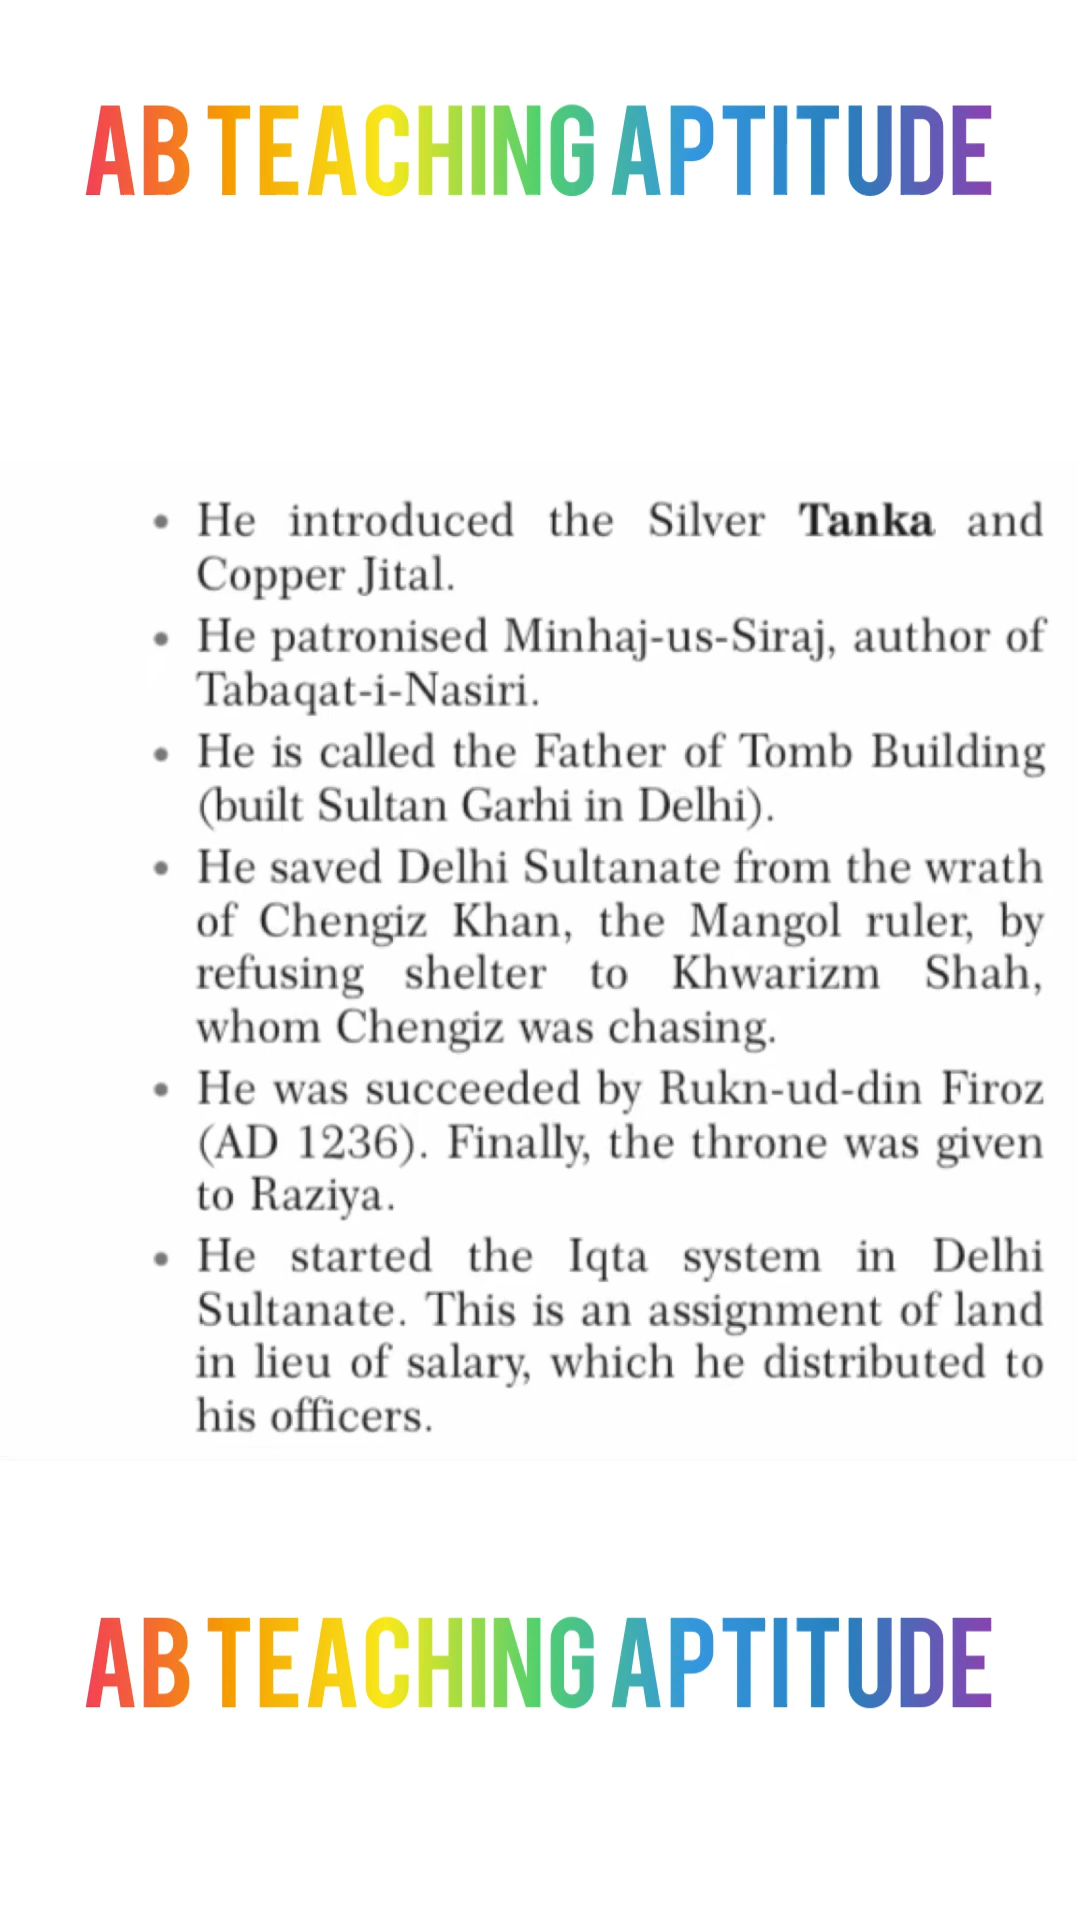 AB TEACHING APTITUDE
• He introduced the Silver Tanka and
Copper Jital.
• He patronised Minhaj-us-Siraj, author of
Tabaqat-i-Nasiri.
• He is called the Father of Tomb Building
(built Sultan Garhi in Delhi).
• He saved Delhi Sultanate from the wrath
of Chengiz Khan, the Mangol ruler, by
refusing shelter to Khwarizm Shah,
whom Chengiz was chasing.
• He was succeeded by Rukn-ud-din Firoz
(AD 1236). Finally, the throne was given
to Raziya.
• He started the Iqta system in Delhi
Sultanate. This is an assignment of land
in lieu of salary, which he distributed to
his officers.
AB TEACHING APTITUDE